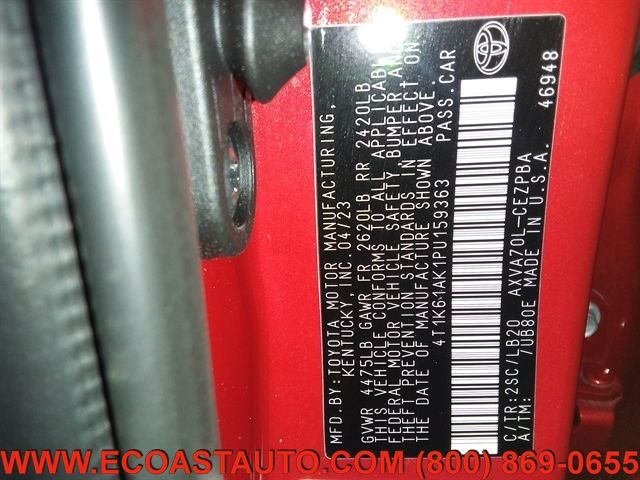 MFD.BY:TOYOTA MOTOR MANUFACTURING,
KENTUCKY, INC. 04/23
GVWR 4475LB GAWR FR 2620LB RR 2420LB
THIS VEHICLE CONFORMS TO ALL APPLICABLE
FEDERAL MOTOR VEHICLE SAFETY, BUMPER AND
THEFT PREVENTION STANDARDS IN EFFECT ON
THE DATE OF MANUFACTURE SHOWN ABOVE.
4T1K61AK1PU159363 PASS.CAR
C/TR:2SC/LB20 AXVA70L-CEZPBA
A/TM: /UB80E MADE IN U.S.A.
46948
WWW.ECOASTAUTO.COM (800) 869-0655